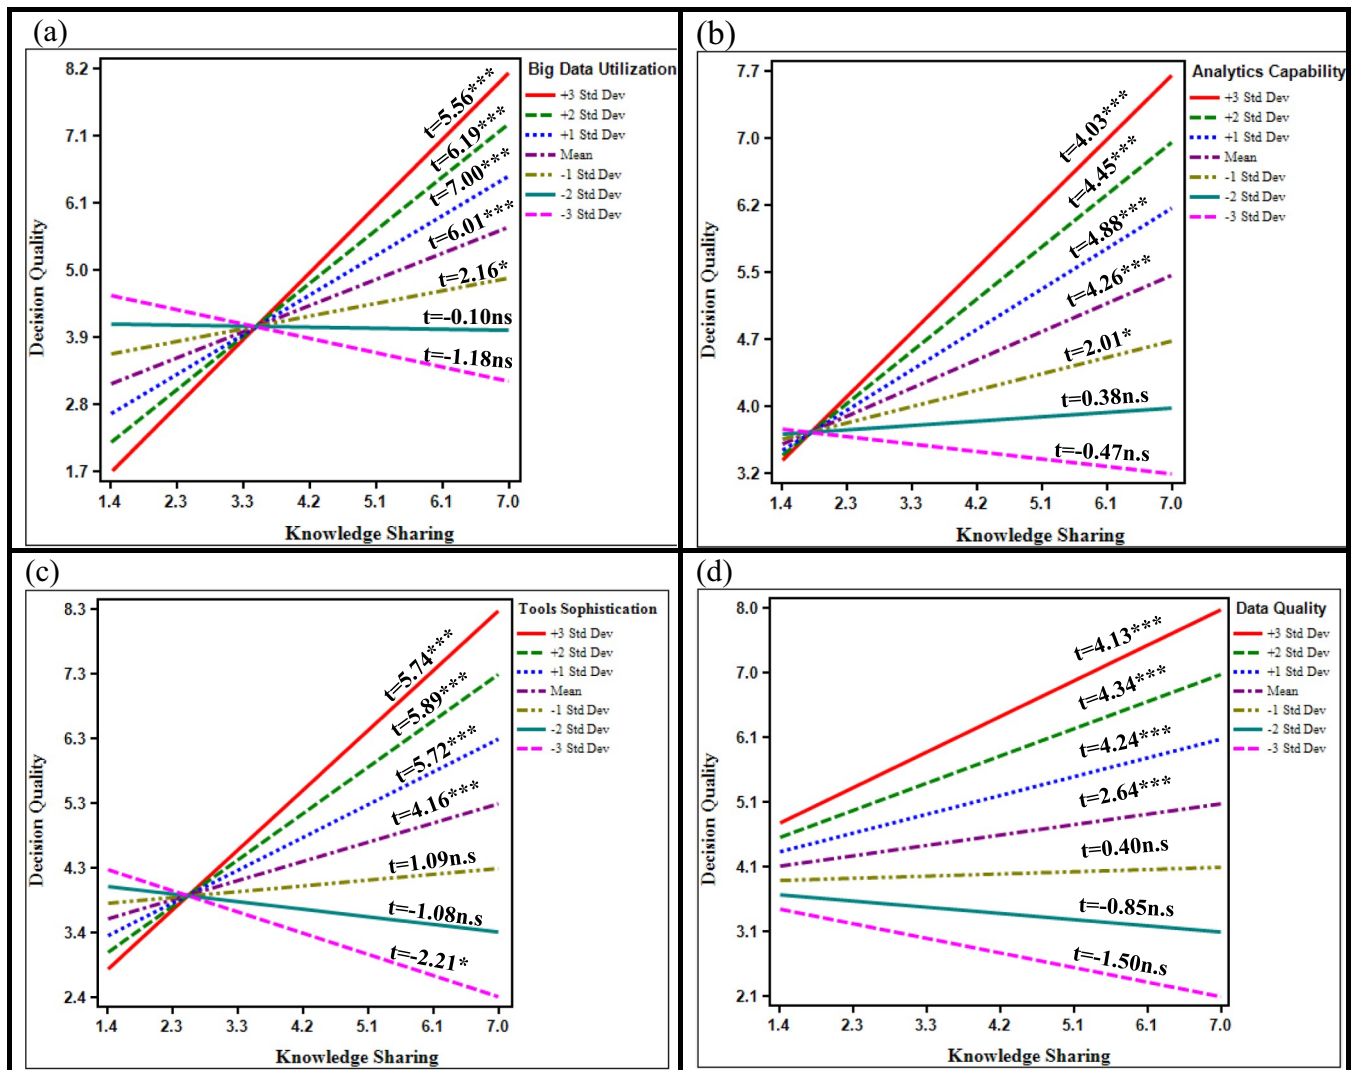 (a)
Big Data Utilization
+3 Std Dev
+2 Std Dev
+1 Std Dev
Mean
-1 Std Dev
-2 Std Dev
-3 Std Dev
8.2
7.1
6.1
5.0
3.9
2.8
1.7
Decision Quality
t=5.56***
t=6.19***
t=7.00***
t=6.01***
t=2.16*
t=-0.10ns
t=-1.18ns
1.4 2.3 3.3 4.2 5.1 6.1 7.0
Knowledge Sharing
(b)
Analytics Capability
+3 Std Dev
+2 Std Dev
+1 Std Dev
Mean
-1 Std Dev
-2 Std Dev
-3 Std Dev
7.7
7.0
6.2
5.5
4.7
4.0
3.2
Decision Quality
t=4.03***
t=4.45***
t=4.88***
t=4.26***
t=2.01*
t=0.38n.s
t=-0.47n.s
1.4 2.3 3.3 4.2 5.1 6.1 7.0
Knowledge Sharing
(c)
Tools Sophistication
+3 Std Dev
+2 Std Dev
+1 Std Dev
Mean
-1 Std Dev
-2 Std Dev
-3 Std Dev
8.3
7.3
6.3
5.3
4.3
3.4
2.4
Decision Quality
t=5.74***
t=5.89***
t=5.72***
t=4.16***
t=1.09n.s
t=-1.08n.s
t=-2.21*
1.4 2.3 3.3 4.2 5.1 6.1 7.0
Knowledge Sharing
(d)
Data Quality
+3 Std Dev
+2 Std Dev
+1 Std Dev
Mean
-1 Std Dev
-2 Std Dev
-3 Std Dev
8.0
7.0
6.1
5.1
4.1
3.1
2.1
Decision Quality
t=4.13***
t=4.34***
t=4.24***
t=2.64***
t=0.40n.s
t=-0.85n.s
t=-1.50n.s
1.4 2.3 3.3 4.2 5.1 6.1 7.0
Knowledge Sharing